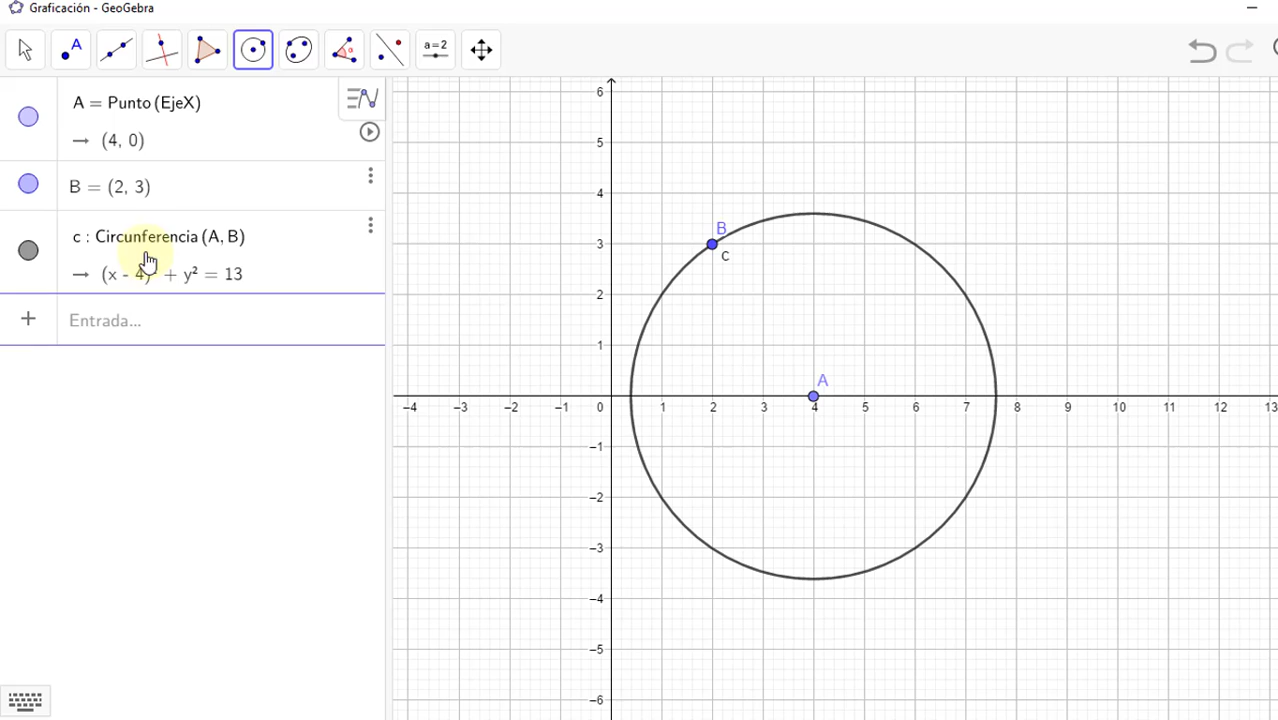 Graficación - GeoGebra
A
a=2
A = Punto (EjeX)
→ (4, 0)
B = (2, 3)
c : Circunferencia (A, B)
→ (x - 4)² + y² = 13
+ Entrada...
6
5
4
3
2
1
0
−1
−2
−3
−4
−5
−6
−4 −3 −2 −1 0 1 2 3 4 5 6 7 8 9 10 11 12 13
B
c
A